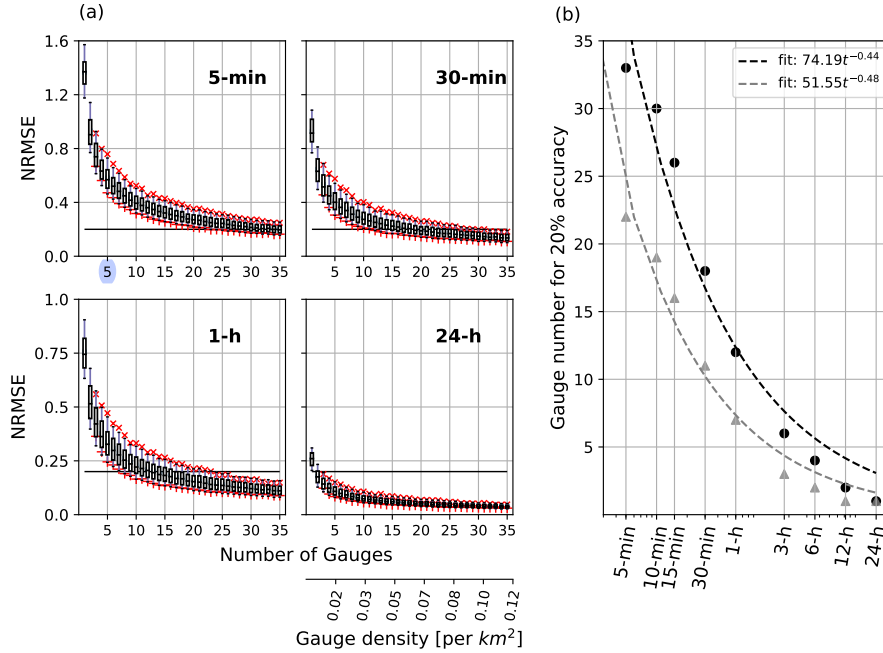 (a)
(b)
NRMSE
1.6
1.2
0.8
0.4
0.0
5-min
5 10 15 20 25 30 35
30-min
5 10 15 20 25 30 35
NRMSE
1.0
0.75
0.5
0.25
0.0
1-h
5 10 15 20 25 30 35
24-h
5 10 15 20 25 30 35
Number of Gauges
0.02 0.03 0.05 0.07 0.08 0.10 0.12
Gauge density [per km²]
Gauge number for 20% accuracy
35
30
25
20
15
10
5
fit: 74.19t⁻⁰·⁴⁴
fit: 51.55t⁻⁰·⁴⁸
5-min 10-min 15-min 30-min 1-h 3-h 6-h 12-h 24-h